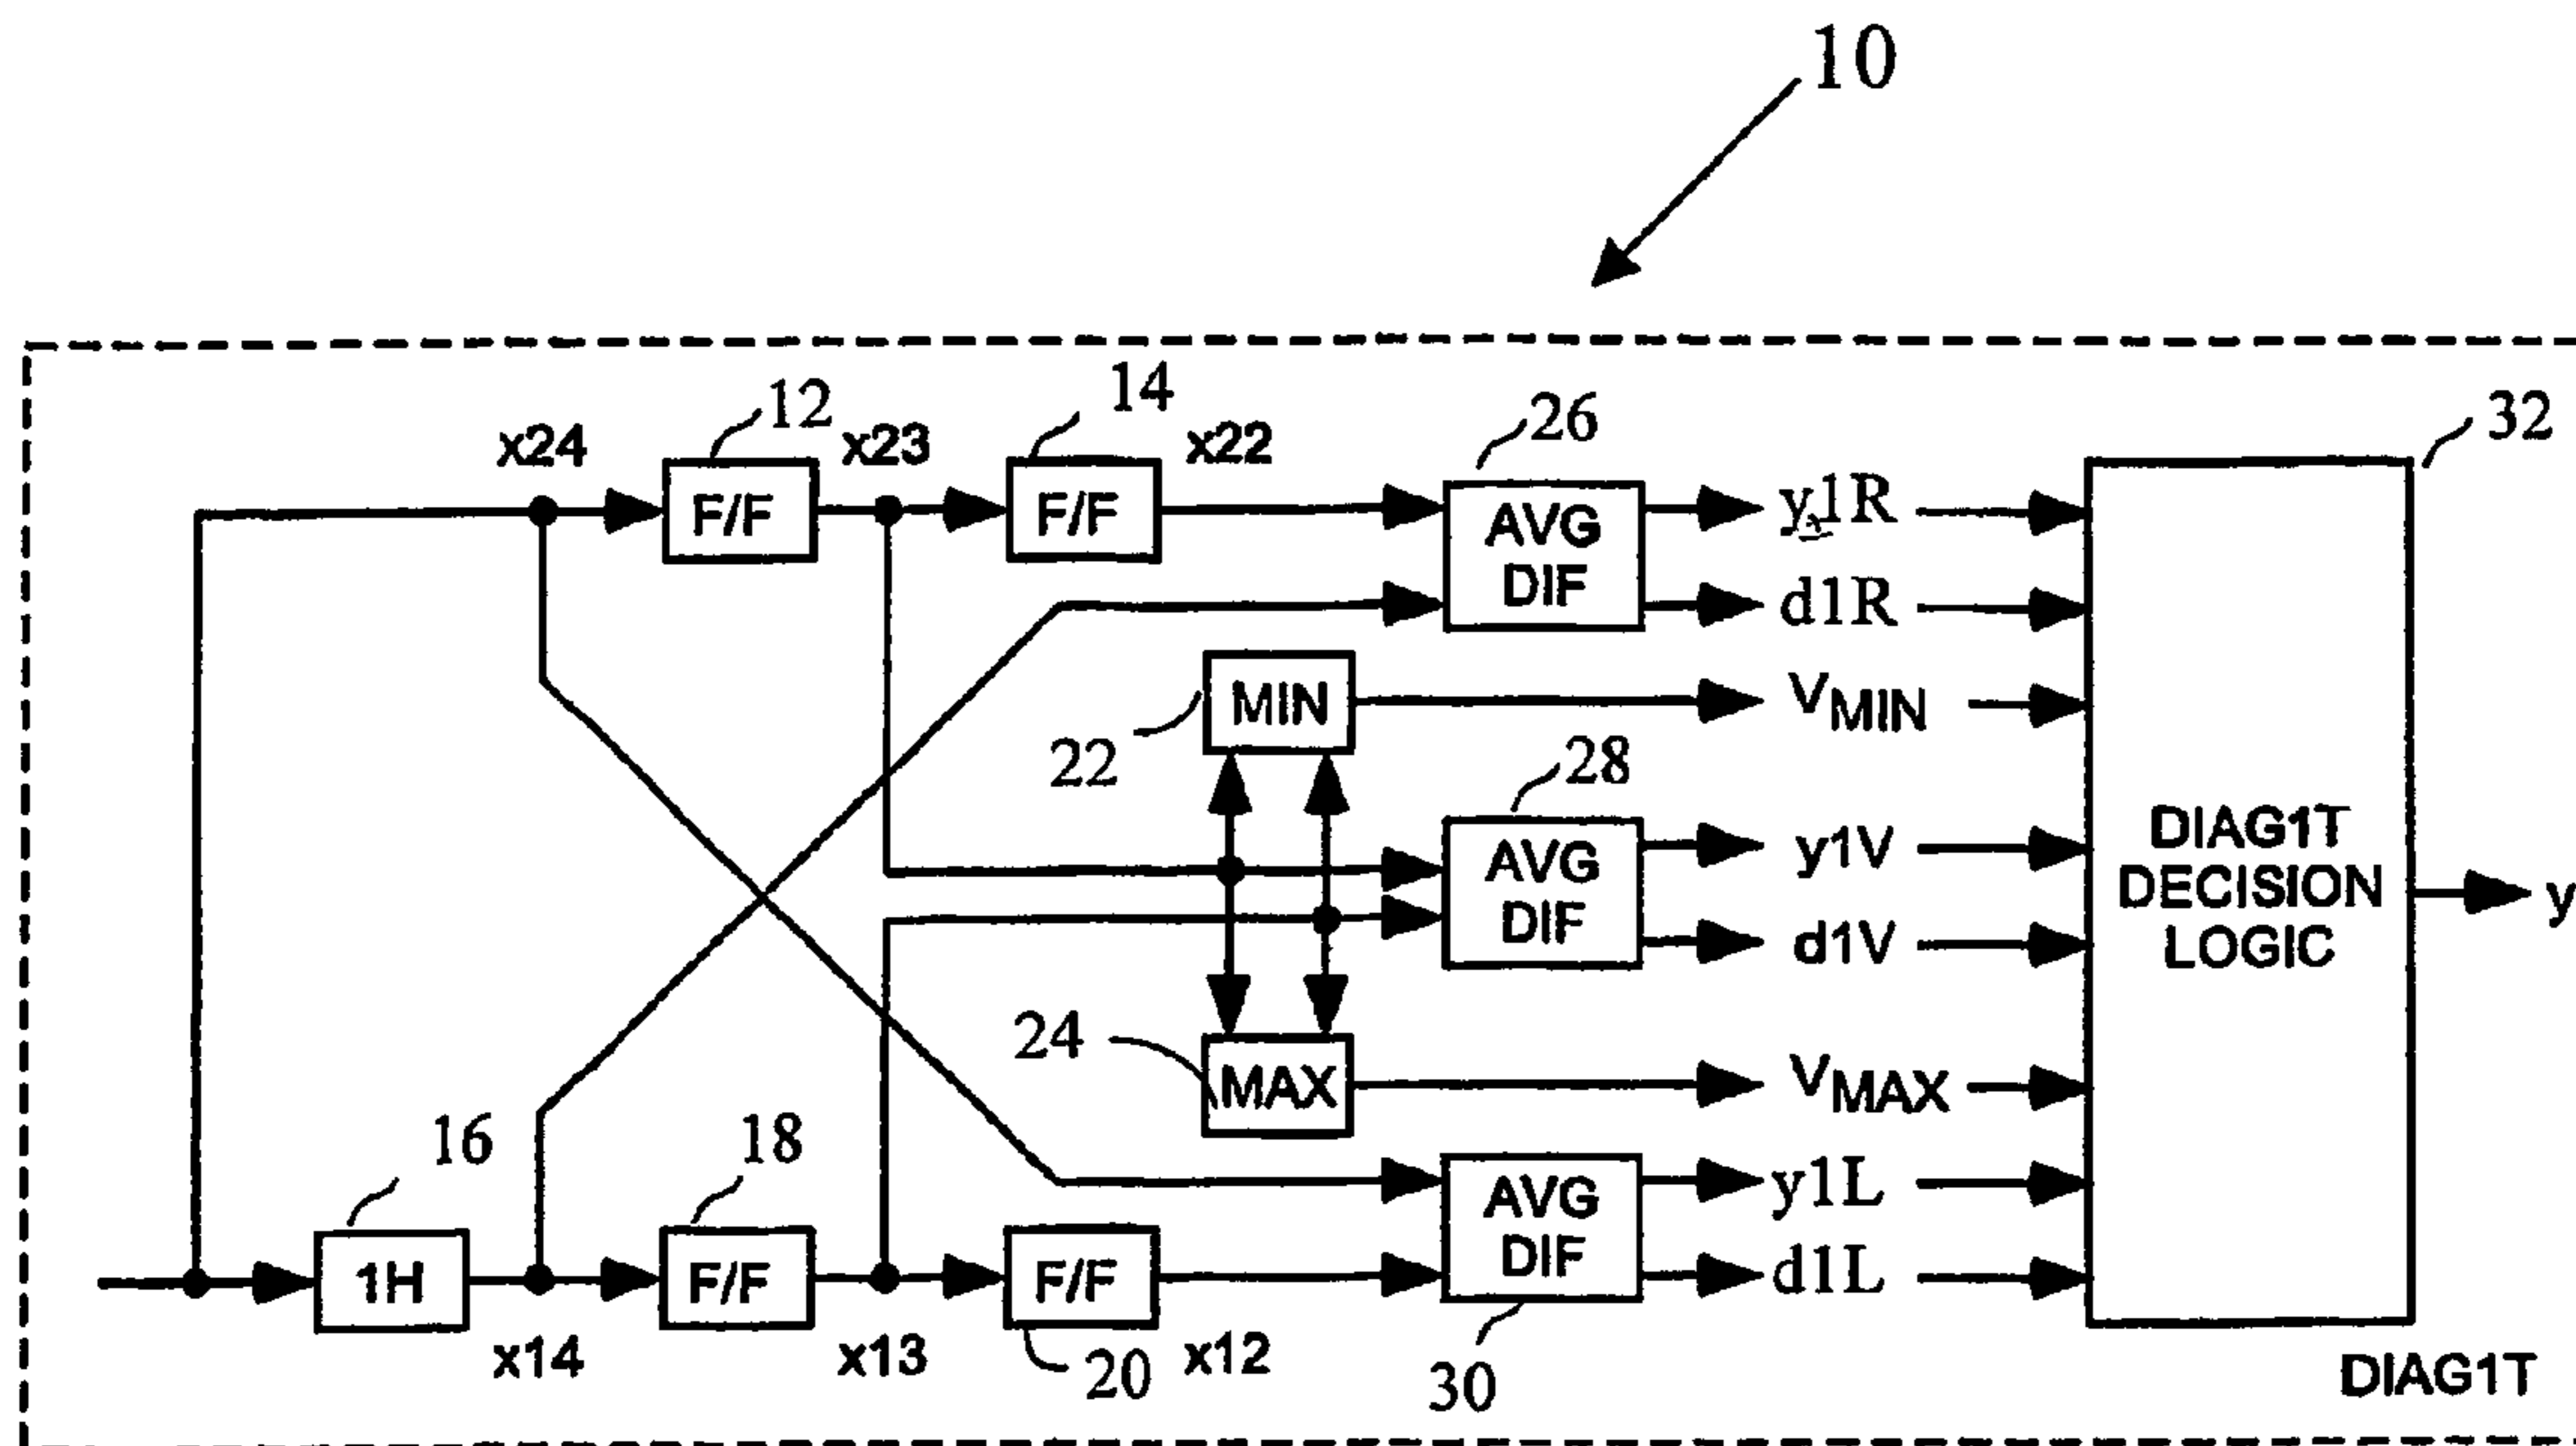 10
12
14
26
32
x24
x23
x22
F/F
F/F
AVG
DIF
y1R
d1R
MIN
VMIN
22
28
AVG
DIF
y1V
d1V
DIAG1T
DECISION
LOGIC
y
24
MAX
VMAX
16
18
1H
F/F
F/F
AVG
DIF
y1L
d1L
x14
x13
20
x12
30
DIAG1T